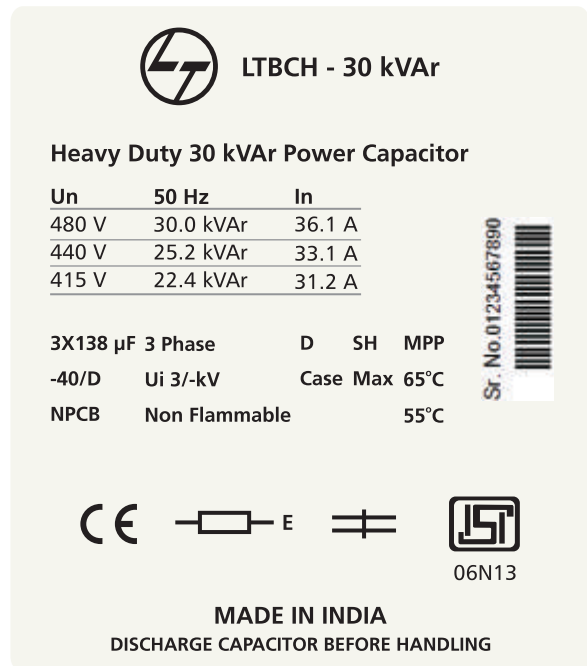 LT LTBCH - 30 kVAr
Heavy Duty 30 kVAr Power Capacitor
Un 50 Hz In
480 V 30.0 kVAr 36.1 A
440 V 25.2 kVAr 33.1 A
415 V 22.4 kVAr 31.2 A
Sr. No.01234567890
3X138 µF 3 Phase D SH MPP
-40/D Ui 3/-kV Case Max 65°C
NPCB Non Flammable 55°C
CE E ISI
06N13
MADE IN INDIA
DISCHARGE CAPACITOR BEFORE HANDLING